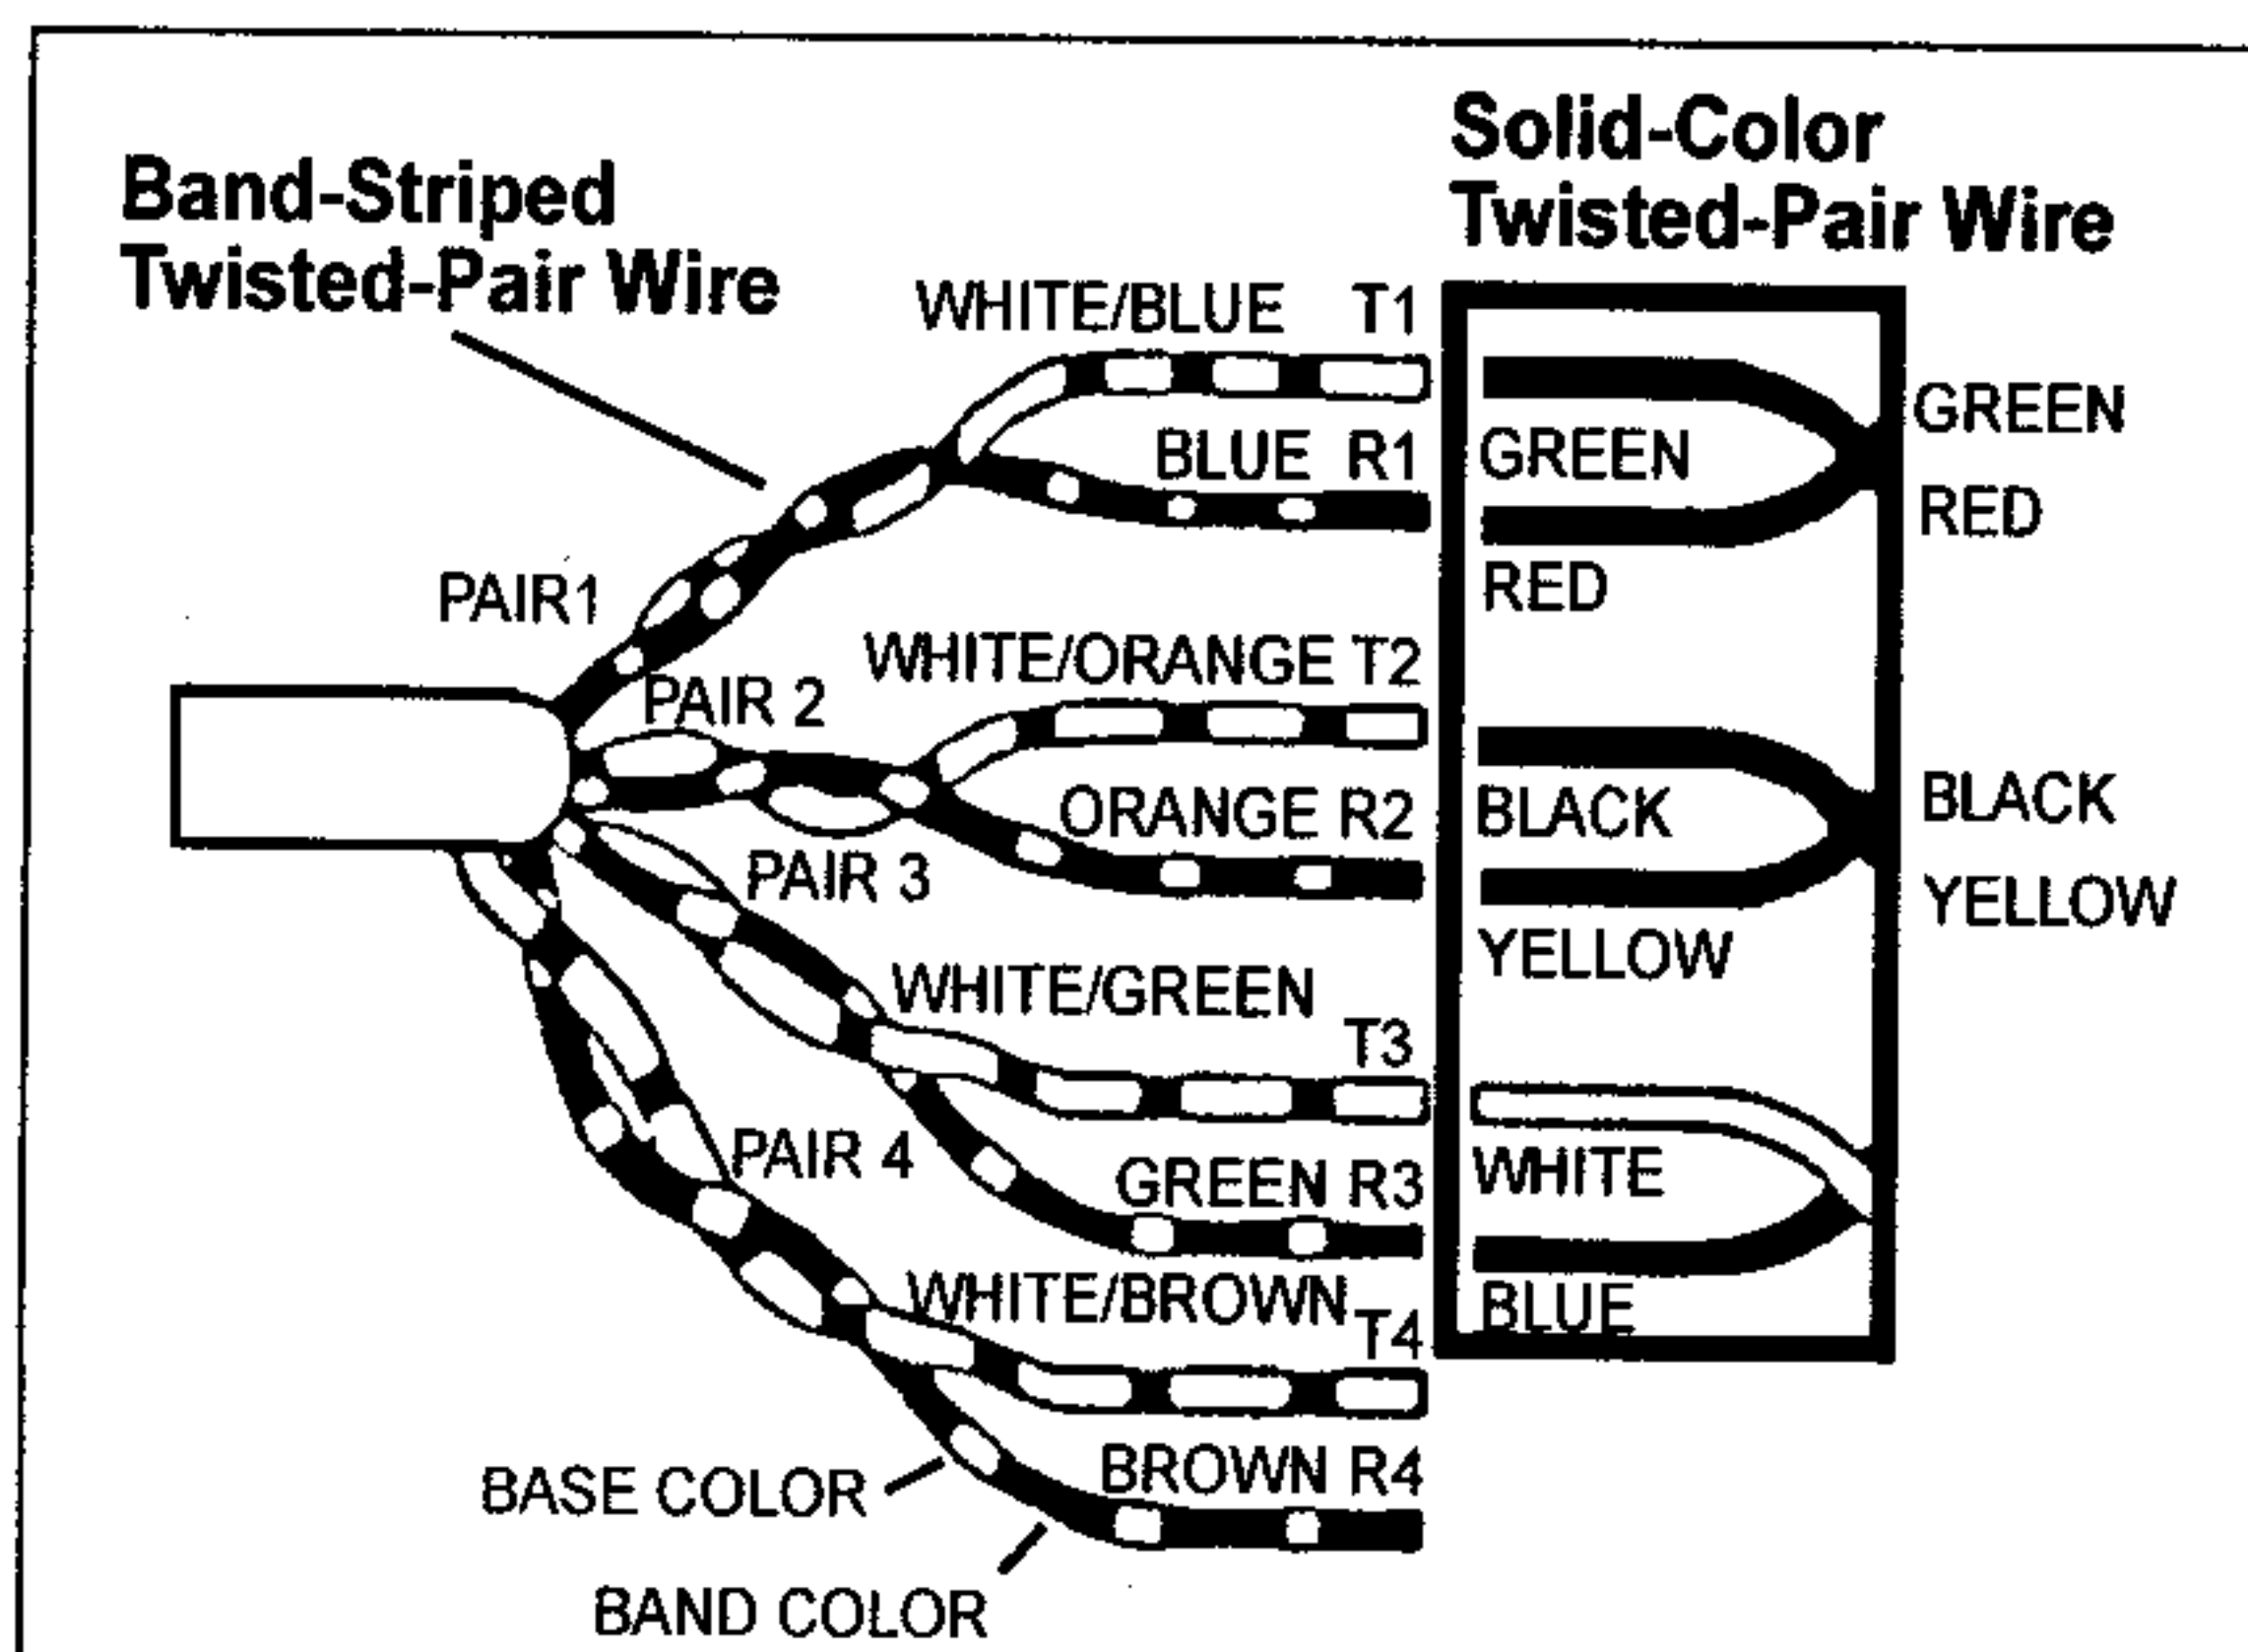 Band-Striped
Twisted-Pair Wire
Solid-Color
Twisted-Pair Wire
WHITE/BLUE T1
BLUE R1
GREEN
RED
GREEN
RED
PAIR1
WHITE/ORANGE T2
PAIR 2
ORANGE R2
BLACK
YELLOW
BLACK
YELLOW
PAIR 3
WHITE/GREEN
T3
GREEN R3
WHITE
BLUE
PAIR 4
WHITE/BROWN
T4
BROWN R4
BASE COLOR
BAND COLOR